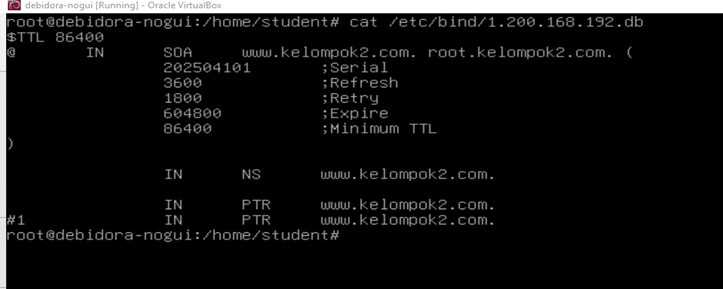 debidora-nogui [Running] - Oracle VirtualBox
root@debidora-nogui:/home/student# cat /etc/bind/1.200.168.192.db
$TTL 86400
@ IN SOA www.kelompok2.com. root.kelompok2.com. (
202504101 ;Serial
3600 ;Refresh
1800 ;Retry
604800 ;Expire
86400 ;Minimum TTL
)
IN NS www.kelompok2.com.
IN PTR www.kelompok2.com.
#1 IN PTR www.kelompok2.com.
root@debidora-nogui:/home/student#